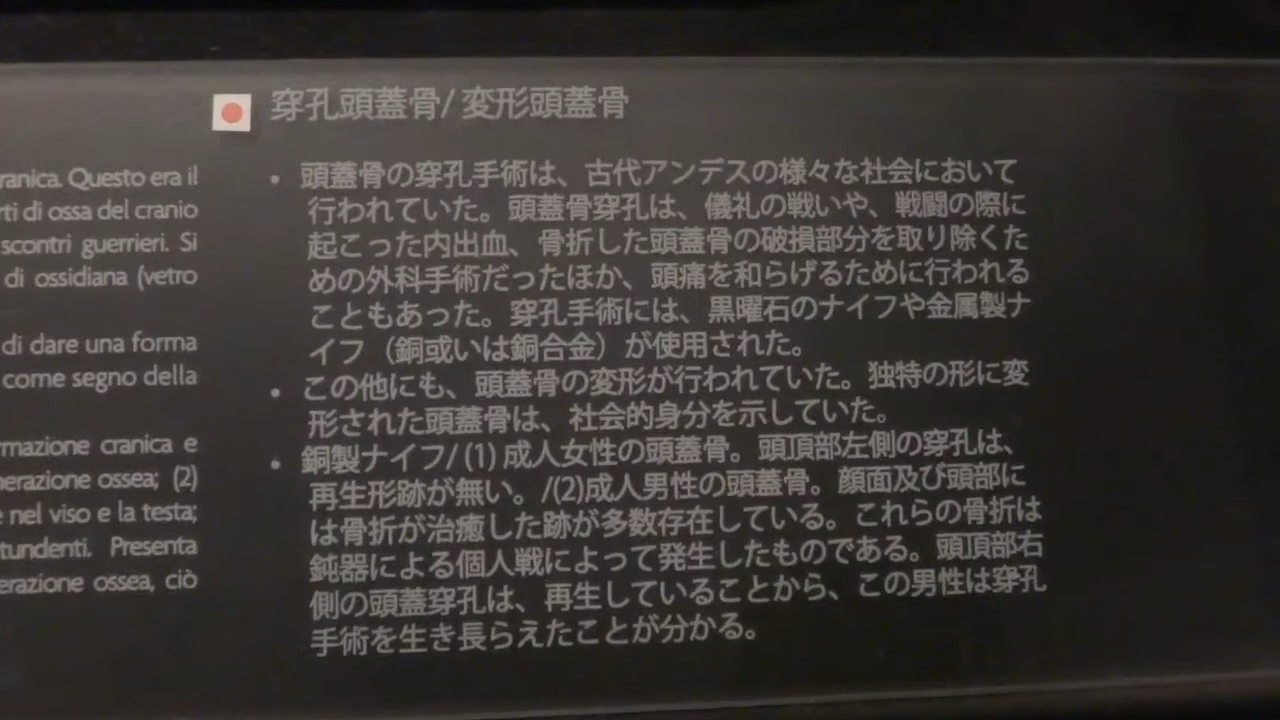 ranica. Questo era il
rti di ossa del cranio
scontri guerrieri. Si
di ossidiana (vetro
di dare una forma
come segno della
rmazione cranica e
nerazione ossea; (2)
e nel viso e la testa;
tundenti. Presenta
erazione ossea, ciò
穿孔頭蓋骨/ 変形頭蓋骨
• 頭蓋骨の穿孔手術は、古代アンデスの様々な社会において
行われていた。頭蓋骨穿孔は、儀礼の戦いや、戦闘の際に
起こった内出血、骨折した頭蓋骨の破損部分を取り除くた
めの外科手術だったほか、頭痛を和らげるために行われる
こともあった。穿孔手術には、黒曜石のナイフや金属製ナ
イフ（銅或いは銅合金）が使用された。
• この他にも、頭蓋骨の変形が行われていた。独特の形に変
形された頭蓋骨は、社会的身分を示していた。
• 銅製ナイフ/ (1) 成人女性の頭蓋骨。頭頂部左側の穿孔は、
再生形跡が無い。/(2)成人男性の頭蓋骨。顔面及び頭部に
は骨折が治癒した跡が多数存在している。これらの骨折は
鈍器による個人戦によって発生したものである。頭頂部右
側の頭蓋穿孔は、再生していることから、この男性は穿孔
手術を生き長らえたことが分かる。